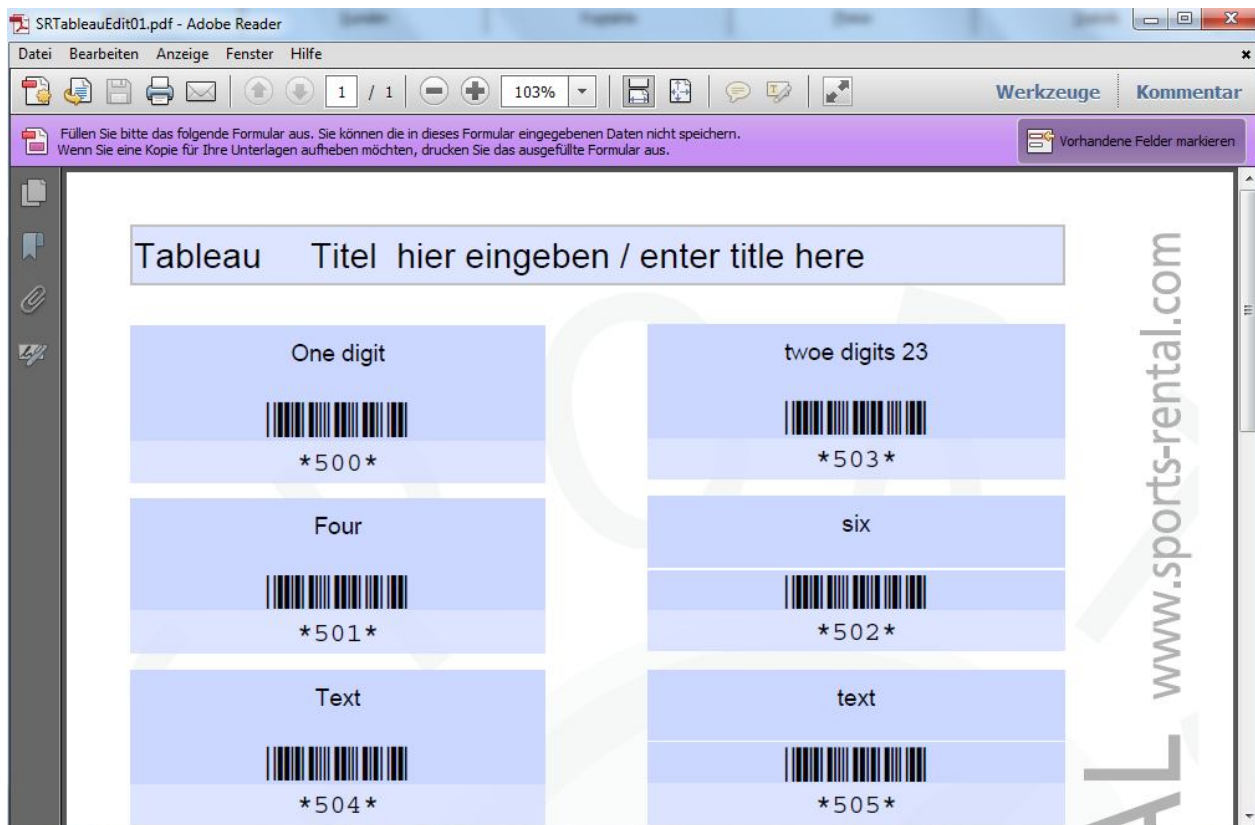 SRTableauEdit01.pdf - Adobe Reader
Datei Bearbeiten Anzeige Fenster Hilfe
1 / 1 103% Werkzeuge Kommentar
Füllen Sie bitte das folgende Formular aus. Sie können die in dieses Formular eingegebenen Daten nicht speichern.
Wenn Sie eine Kopie für Ihre Unterlagen aufheben möchten, drucken Sie das ausgefüllte Formular aus.
Vorhandene Felder markieren
Tableau Titel hier eingeben / enter title here
One digit
*500*
twoe digits 23
*503*
Four
*501*
six
*502*
Text
*504*
text
*505*
www.sports-rental.com
AL